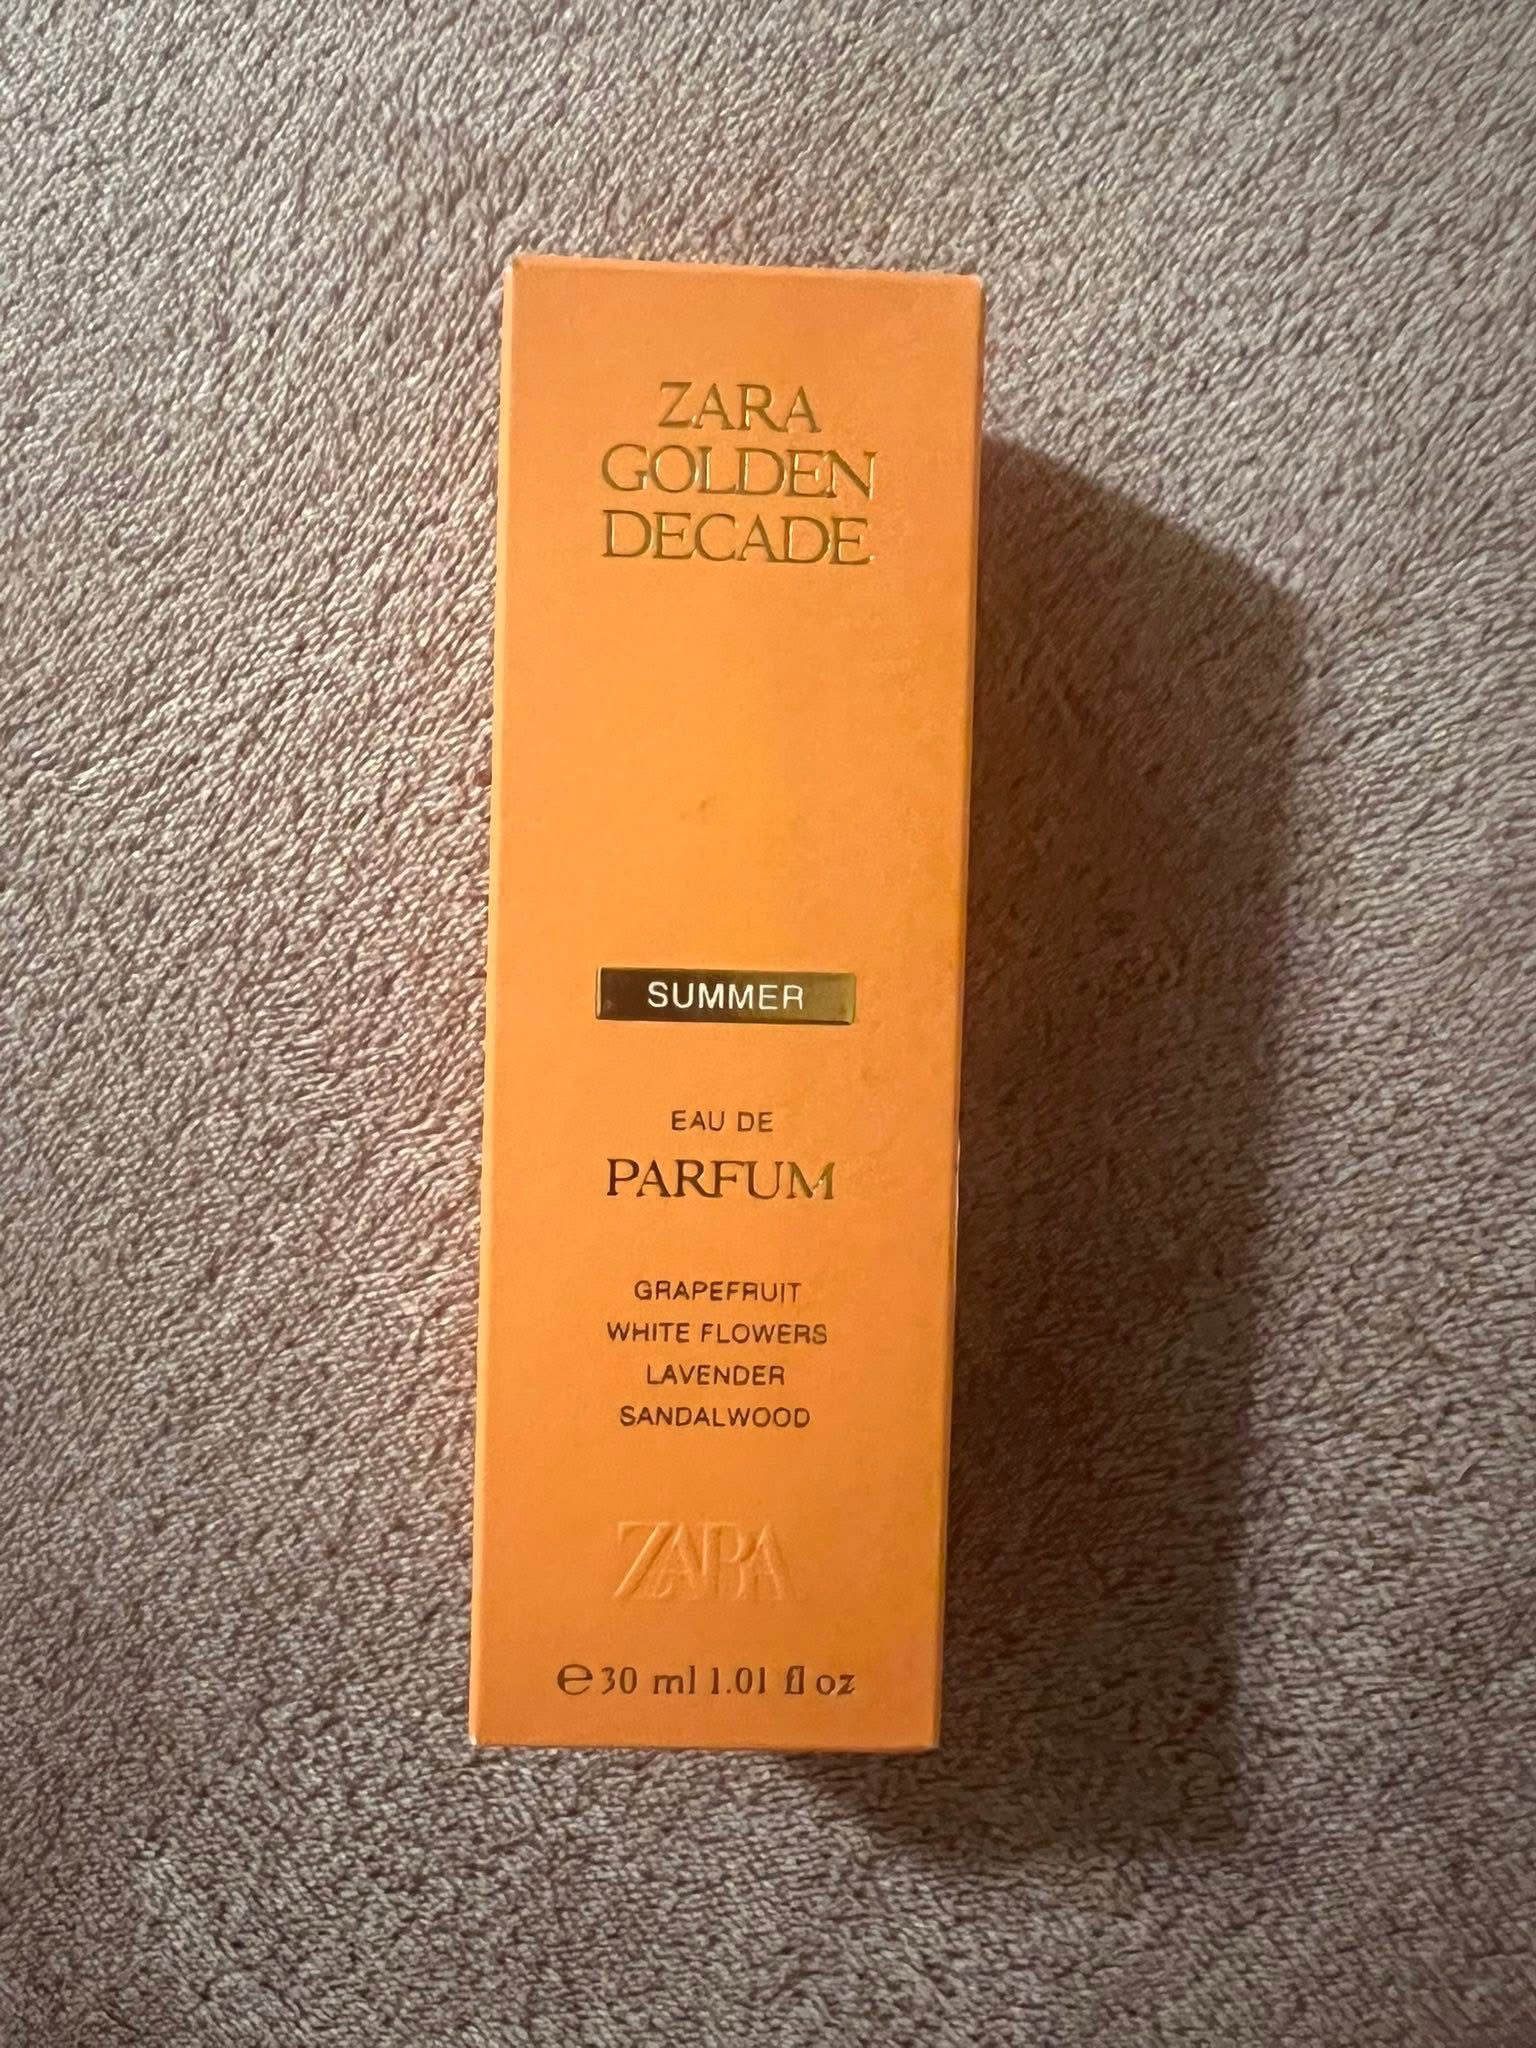 ZARA
GOLDEN
DECADE
SUMMER
EAU DE
PARFUM
GRAPEFRUIT
WHITE FLOWERS
LAVENDER
SANDALWOOD
ZARA
℮ 30 ml 1.01 fl oz